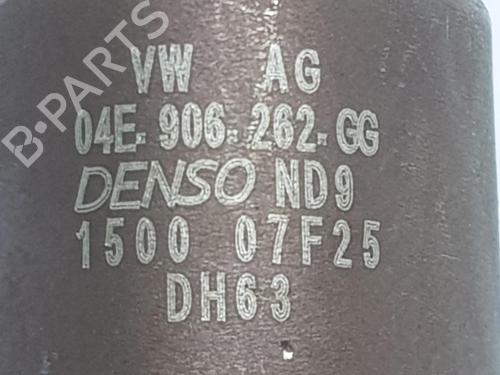 B·PARTS
VW AG
04E.906.262.GG
DENSO ND9
1500 07F25
DH63